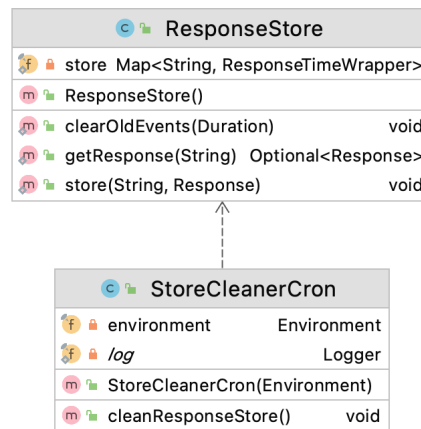 ResponseStore
store Map<String, ResponseTimeWrapper>
ResponseStore()
clearOldEvents(Duration) void
getResponse(String) Optional<Response>
store(String, Response) void
StoreCleanerCron
environment Environment
log Logger
StoreCleanerCron(Environment)
cleanResponseStore() void